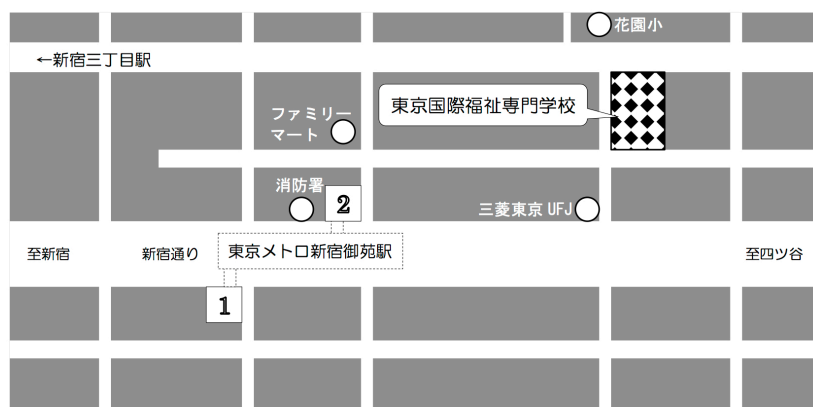 花園小
←新宿三丁目駅
東京国際福祉専門学校
ファミリー
マート
消防署
2
三菱東京 UFJ
至新宿
新宿通り
東京メトロ新宿御苑駅
至四ツ谷
1